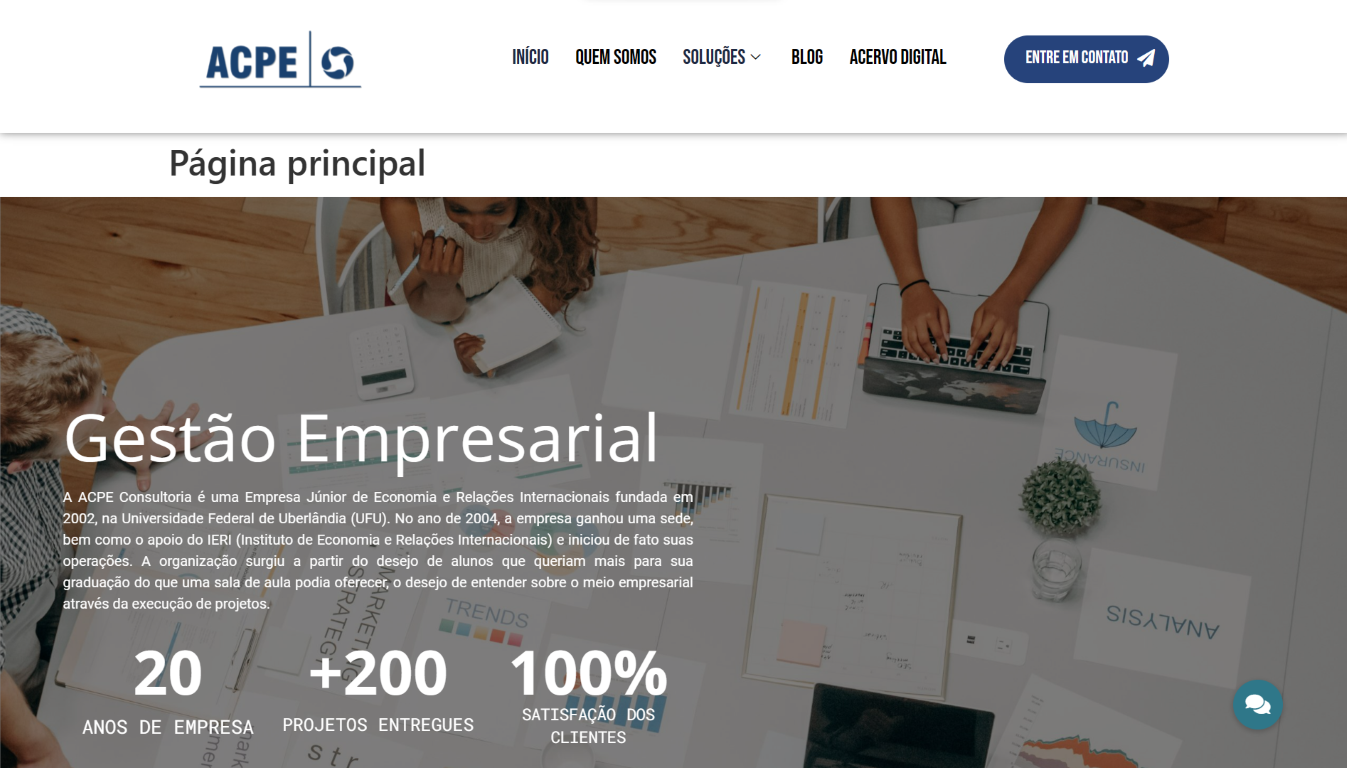 ACPE
INÍCIO
QUEM SOMOS
SOLUÇÕES
BLOG
ACERVO DIGITAL
ENTRE EM CONTATO
Página principal
INSURANCE
Gestão Empresarial
A ACPE Consultoria é uma Empresa Júnior de Economia e Relações Internacionais fundada em
2002, na Universidade Federal de Uberlândia (UFU). No ano de 2004, a empresa ganhou uma sede,
bem como o apoio do IERI (Instituto de Economia e Relações Internacionais) e iniciou de fato suas
operações. A organização surgiu a partir do desejo de alunos que queriam mais para sua
graduação do que uma sala de aula podia oferecer, o desejo de entender sobre o meio empresarial
através da execução de projetos.
MARKETING
STRATEGY
TRENDS
ANALYSIS
20
ANOS DE EMPRESA
+200
PROJETOS ENTREGUES
100%
SATISFAÇÃO DOS
CLIENTES